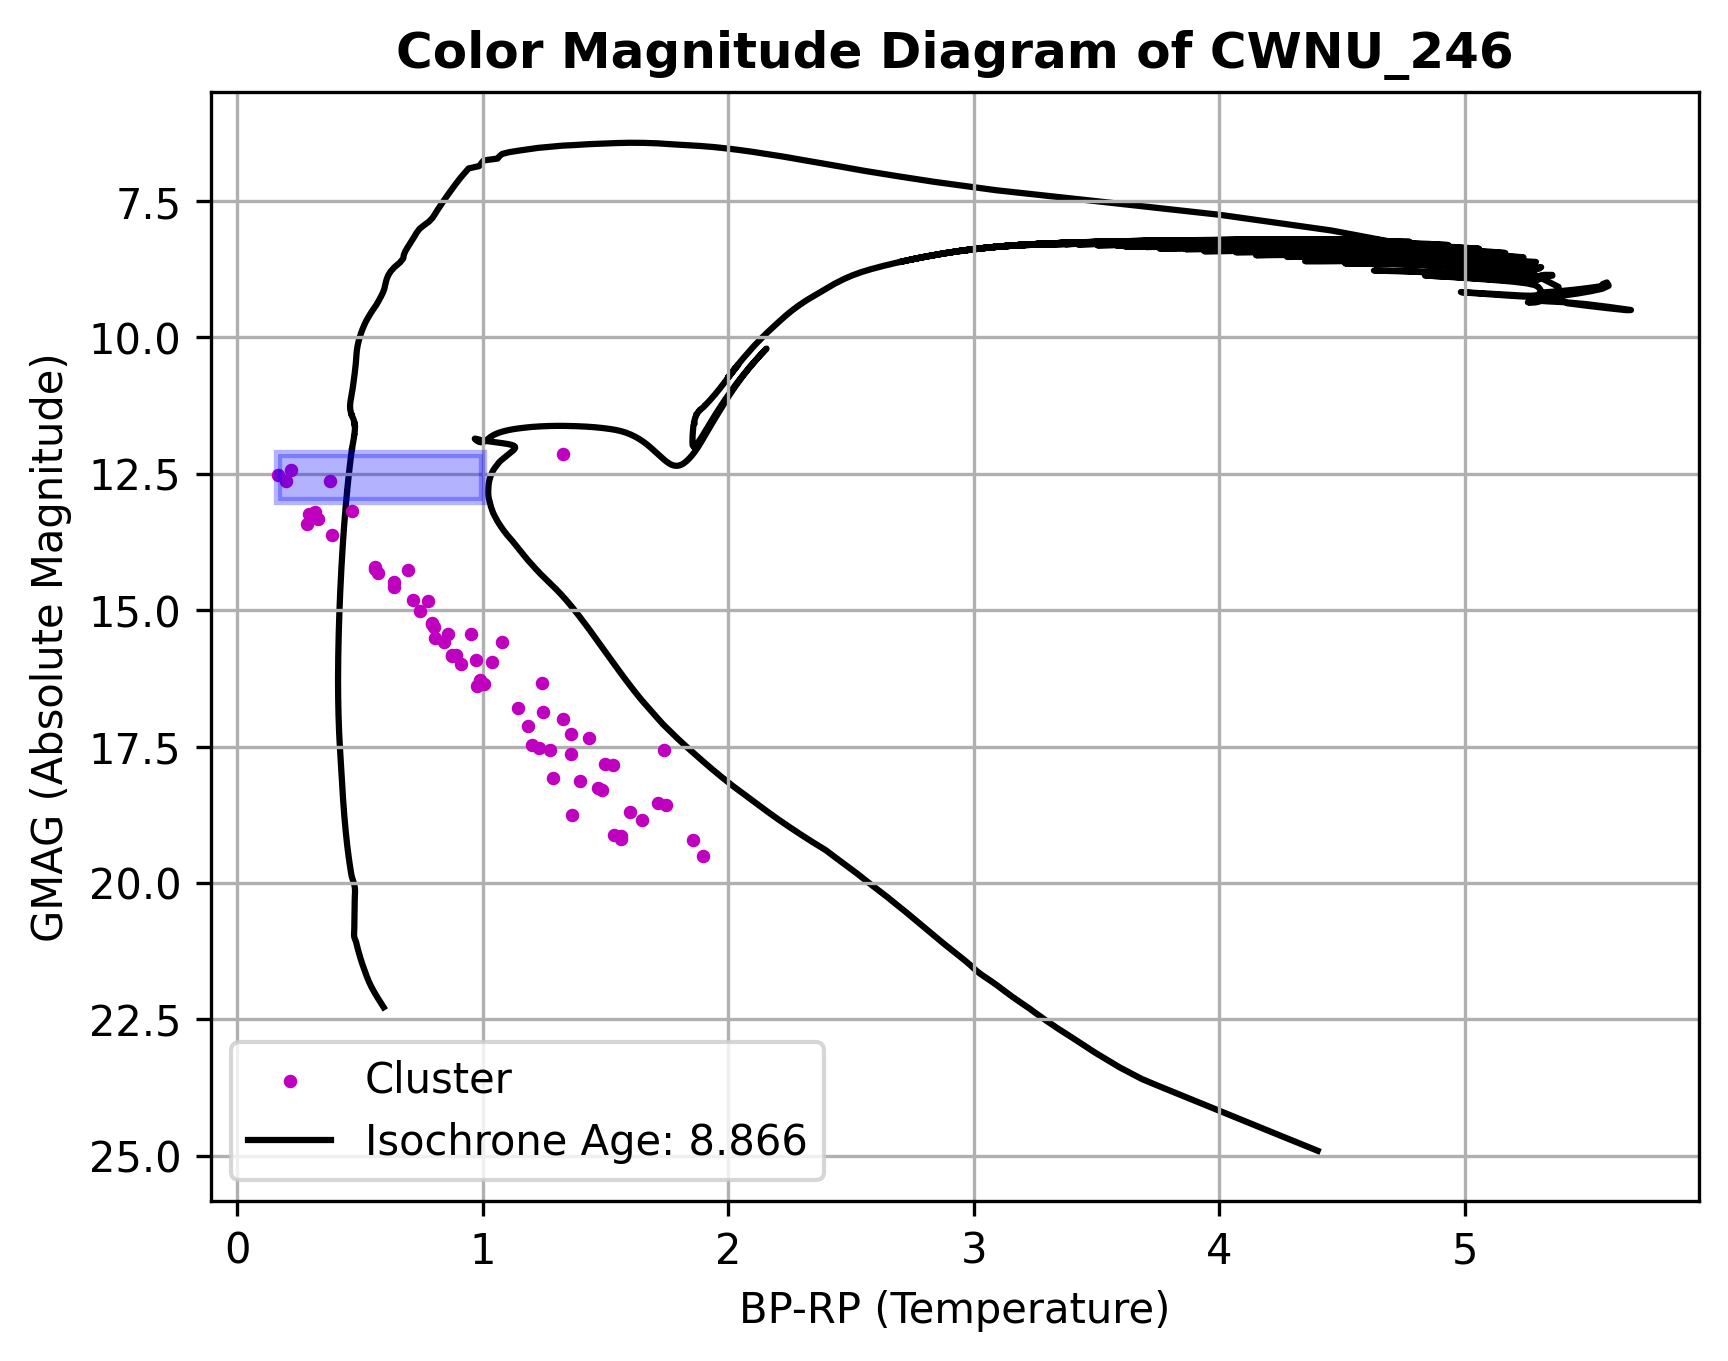 Color Magnitude Diagram of CWNU_246
GMAG (Absolute Magnitude)
7.5
10.0
12.5
15.0
17.5
20.0
22.5
25.0
Cluster
Isochrone Age: 8.866
0 1 2 3 4 5
BP-RP (Temperature)